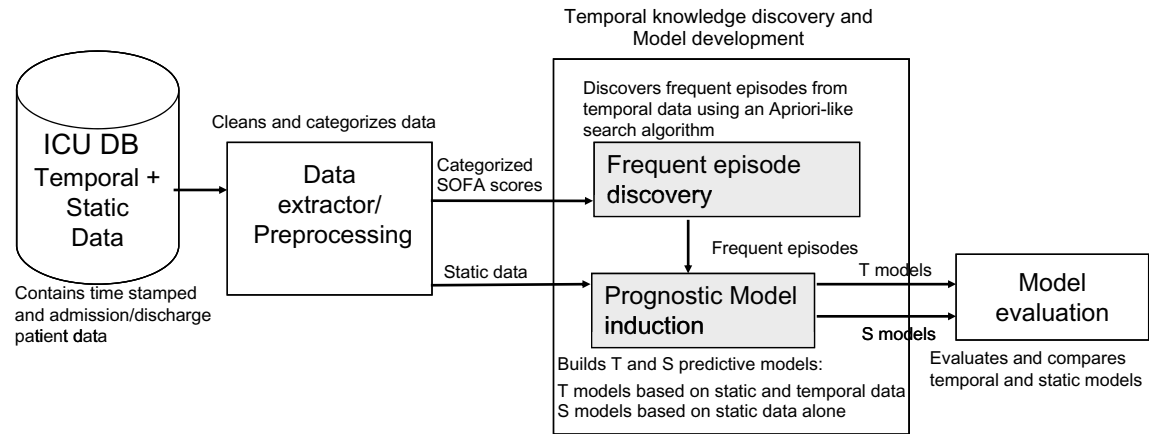 Temporal knowledge discovery and
Model development
ICU DB
Temporal +
Static
Data
Contains time stamped
and admission/discharge
patient data
Cleans and categorizes data
Data
extractor/
Preprocessing
Categorized
SOFA scores
Static data
Discovers frequent episodes from
temporal data using an Apriori-like
search algorithm
Frequent episode
discovery
Frequent episodes
Prognostic Model
induction
Builds T and S predictive models:
T models based on static and temporal data
S models based on static data alone
T models
S models
Model
evaluation
Evaluates and compares
temporal and static models